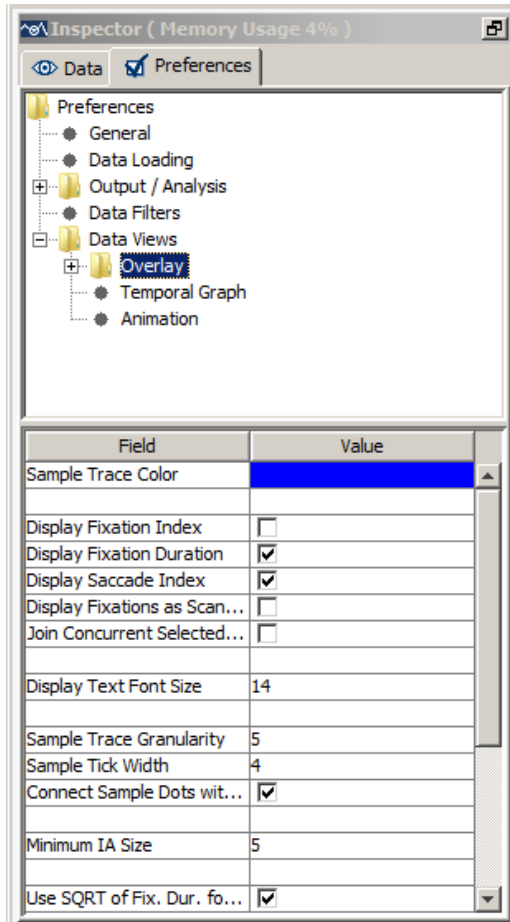 Inspector ( Memory Usage 4% )
Data
Preferences
Preferences
General
Data Loading
Output / Analysis
Data Filters
Data Views
Overlay
Temporal Graph
Animation
Field Value
Sample Trace Color
Display Fixation Index
Display Fixation Duration
Display Saccade Index
Display Fixations as Scan...
Join Concurrent Selected...
Display Text Font Size 14
Sample Trace Granularity 5
Sample Tick Width 4
Connect Sample Dots wit...
Minimum IA Size 5
Use SQRT of Fix. Dur. fo...